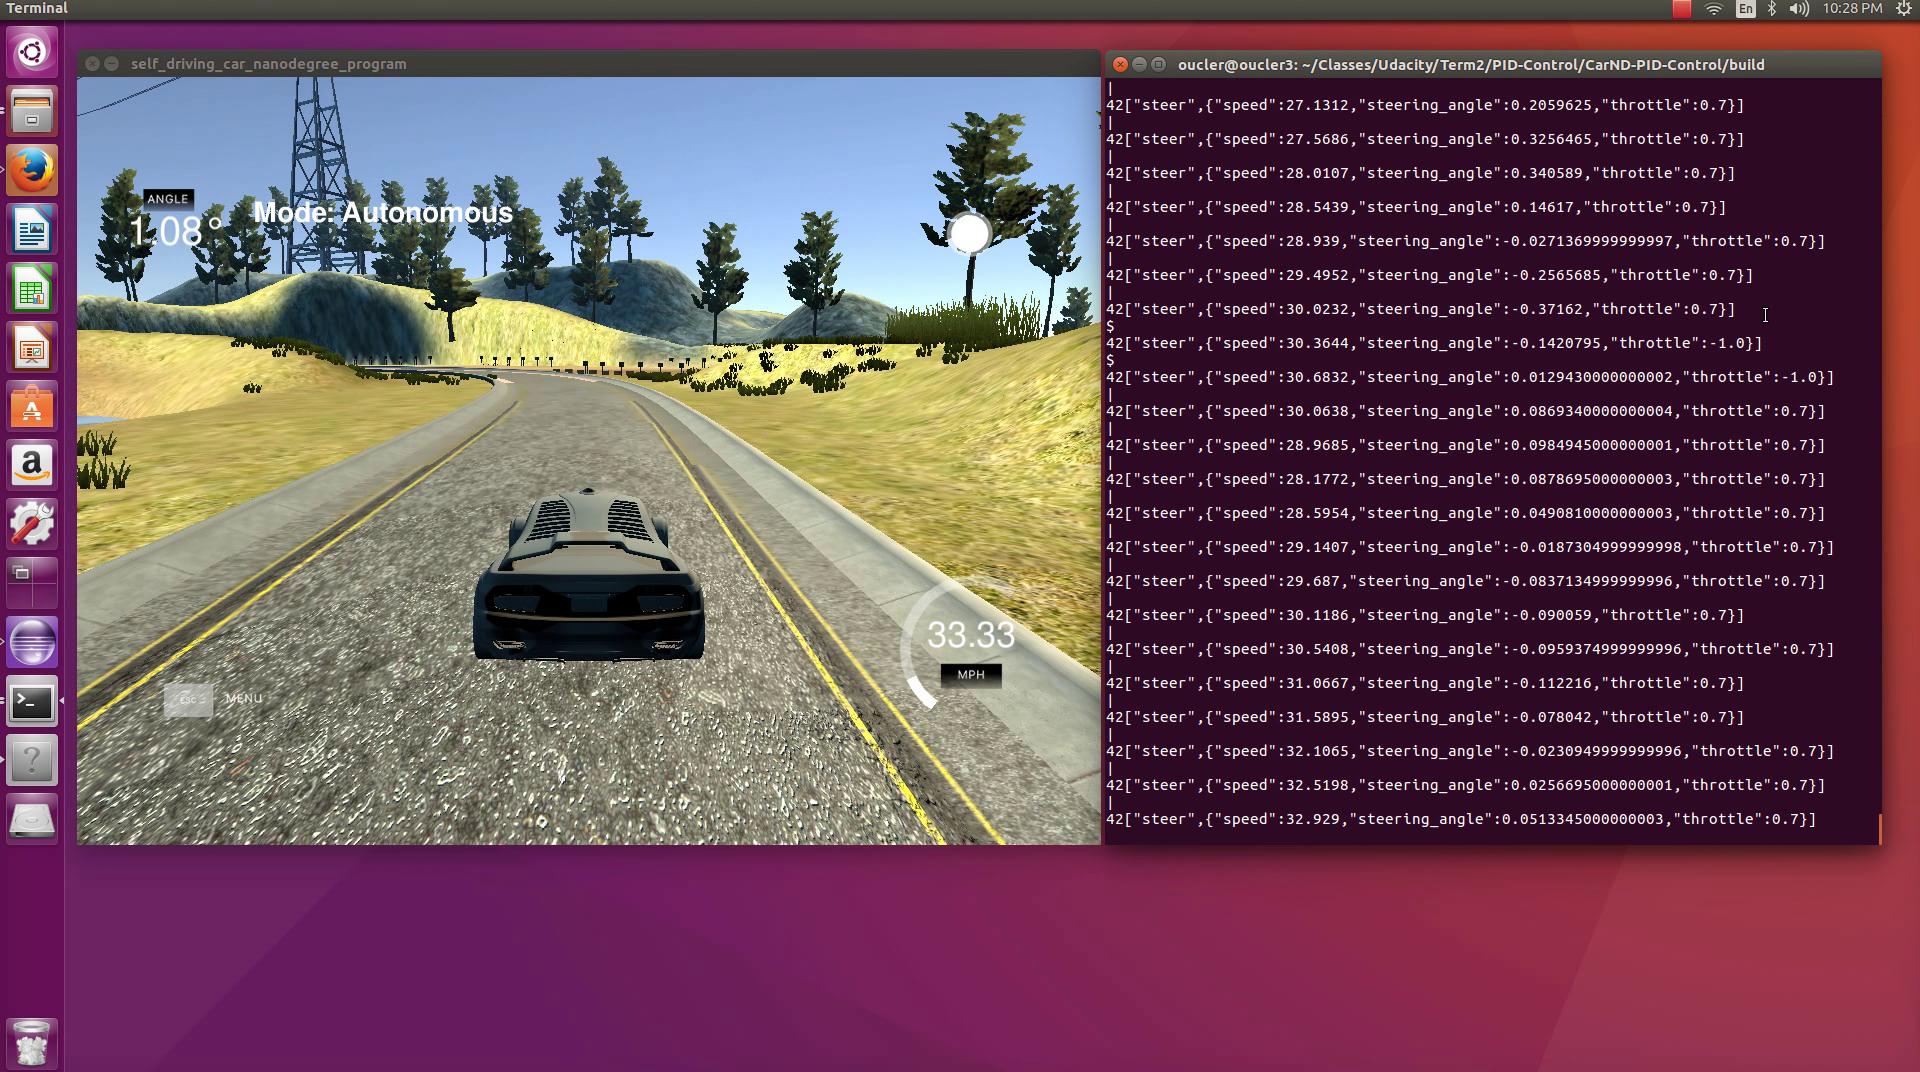 Terminal
En
10:28 PM
self_driving_car_nanodegree_program
ANGLE
1.08°
Mode: Autonomous
33.33
MPH
ESC
MENU
a
oucler@oucler3: ~/Classes/Udacity/Term2/PID-Control/CarND-PID-Control/build
|
42["steer",{"speed":27.1312,"steering_angle":0.2059625,"throttle":0.7}]
|
42["steer",{"speed":27.5686,"steering_angle":0.3256465,"throttle":0.7}]
|
42["steer",{"speed":28.0107,"steering_angle":0.340589,"throttle":0.7}]
|
42["steer",{"speed":28.5439,"steering_angle":0.14617,"throttle":0.7}]
|
42["steer",{"speed":28.939,"steering_angle":-0.0271369999999997,"throttle":0.7}]
|
42["steer",{"speed":29.4952,"steering_angle":-0.2565685,"throttle":0.7}]
|
42["steer",{"speed":30.0232,"steering_angle":-0.37162,"throttle":0.7}]
$
42["steer",{"speed":30.3644,"steering_angle":-0.1420795,"throttle":-1.0}]
$
42["steer",{"speed":30.6832,"steering_angle":0.0129430000000002,"throttle":-1.0}]
|
42["steer",{"speed":30.0638,"steering_angle":0.0869340000000004,"throttle":0.7}]
|
42["steer",{"speed":28.9685,"steering_angle":0.0984945000000001,"throttle":0.7}]
|
42["steer",{"speed":28.1772,"steering_angle":0.0878695000000003,"throttle":0.7}]
|
42["steer",{"speed":28.5954,"steering_angle":0.0490810000000003,"throttle":0.7}]
|
42["steer",{"speed":29.1407,"steering_angle":-0.0187304999999998,"throttle":0.7}]
|
42["steer",{"speed":29.687,"steering_angle":-0.0837134999999996,"throttle":0.7}]
|
42["steer",{"speed":30.1186,"steering_angle":-0.090059,"throttle":0.7}]
|
42["steer",{"speed":30.5408,"steering_angle":-0.0959374999999996,"throttle":0.7}]
|
42["steer",{"speed":31.0667,"steering_angle":-0.112216,"throttle":0.7}]
|
42["steer",{"speed":31.5895,"steering_angle":-0.078042,"throttle":0.7}]
|
42["steer",{"speed":32.1065,"steering_angle":-0.0230949999999996,"throttle":0.7}]
|
42["steer",{"speed":32.5198,"steering_angle":0.0256695000000001,"throttle":0.7}]
|
42["steer",{"speed":32.929,"steering_angle":0.0513345000000003,"throttle":0.7}]